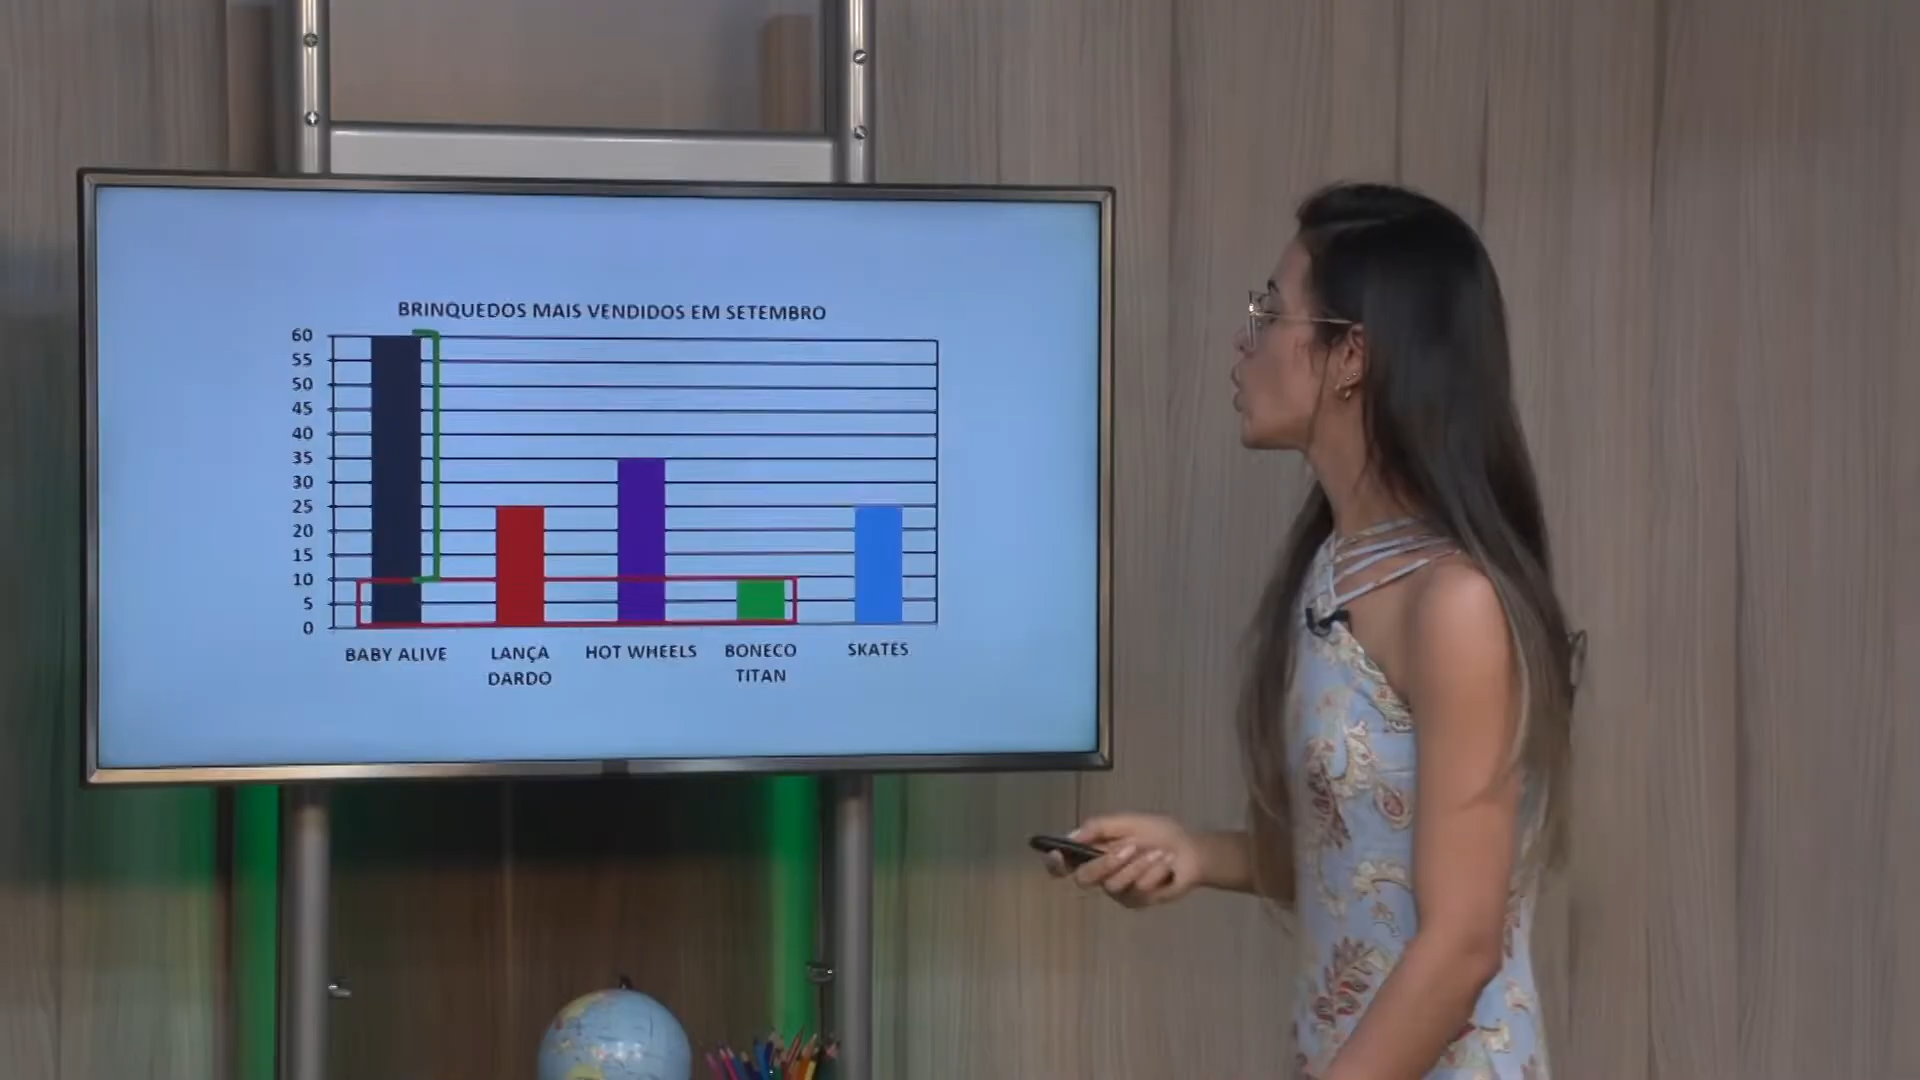 BRINQUEDOS MAIS VENDIDOS EM SETEMBRO
60
55
50
45
40
35
30
25
20
15
10
5
0
BABY ALIVE
LANÇA
DARDO
HOT WHEELS
BONECO
TITAN
SKATES